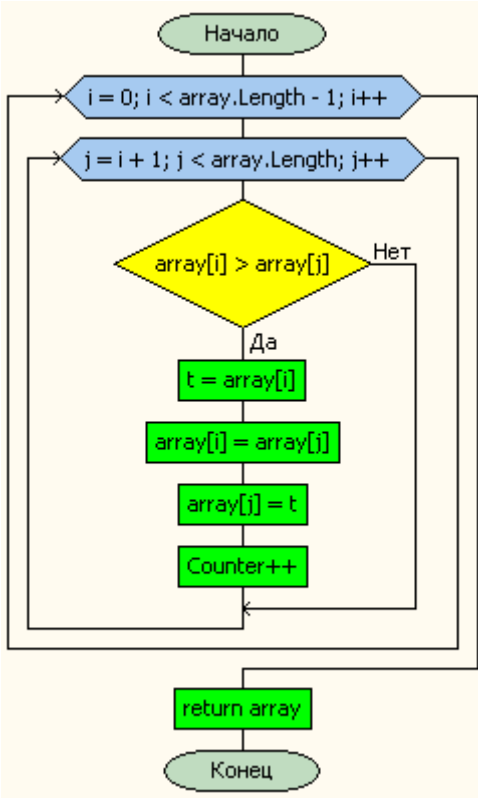 Начало
i = 0; i < array.Length - 1; i++
j = i + 1; j < array.Length; j++
array[i] > array[j]
Нет
Да
t = array[i]
array[i] = array[j]
array[j] = t
Counter++
return array
Конец